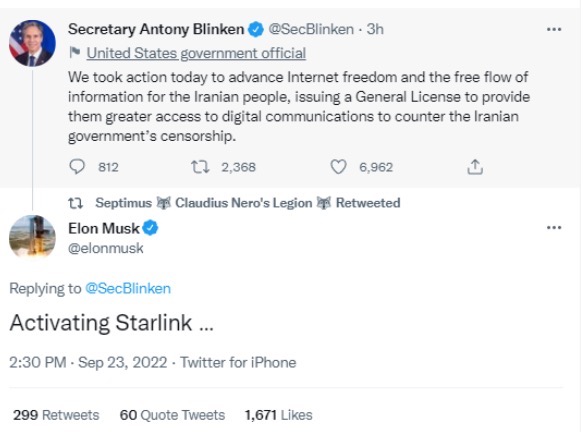 Secretary Antony Blinken @SecBlinken · 3h
United States government official
We took action today to advance Internet freedom and the free flow of
information for the Iranian people, issuing a General License to provide
them greater access to digital communications to counter the Iranian
government's censorship.
812 2,368 6,962
Septimus 🐺 Claudius Nero's Legion 🐺 Retweeted
Elon Musk
@elonmusk
Replying to @SecBlinken
Activating Starlink ...
2:30 PM · Sep 23, 2022 · Twitter for iPhone
299 Retweets 60 Quote Tweets 1,671 Likes